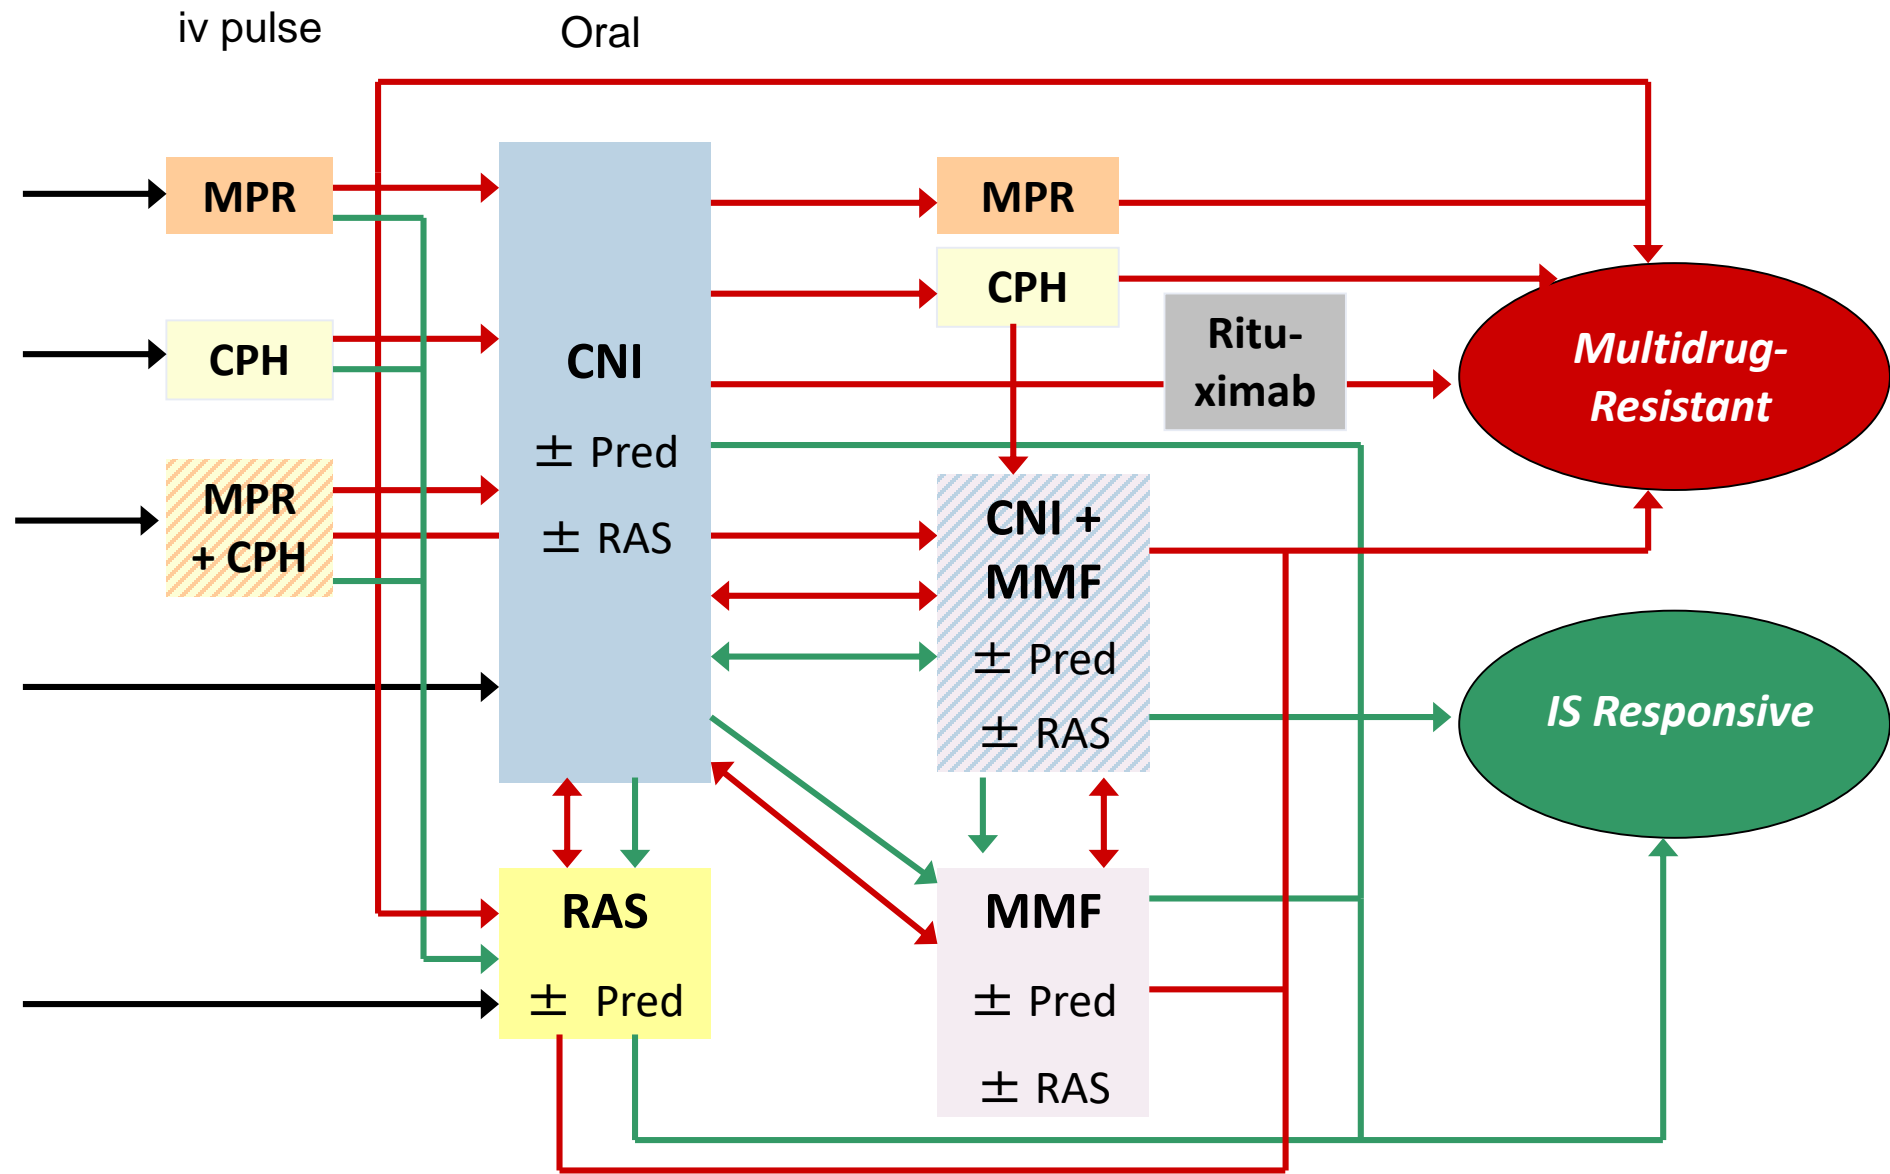 iv pulse
Oral
MPR
CPH
MPR
+ CPH
CNI
± Pred
± RAS
RAS
± Pred
MPR
CPH
Ritu-
ximab
CNI +
MMF
± Pred
± RAS
MMF
± Pred
± RAS
Multidrug-
Resistant
IS Responsive